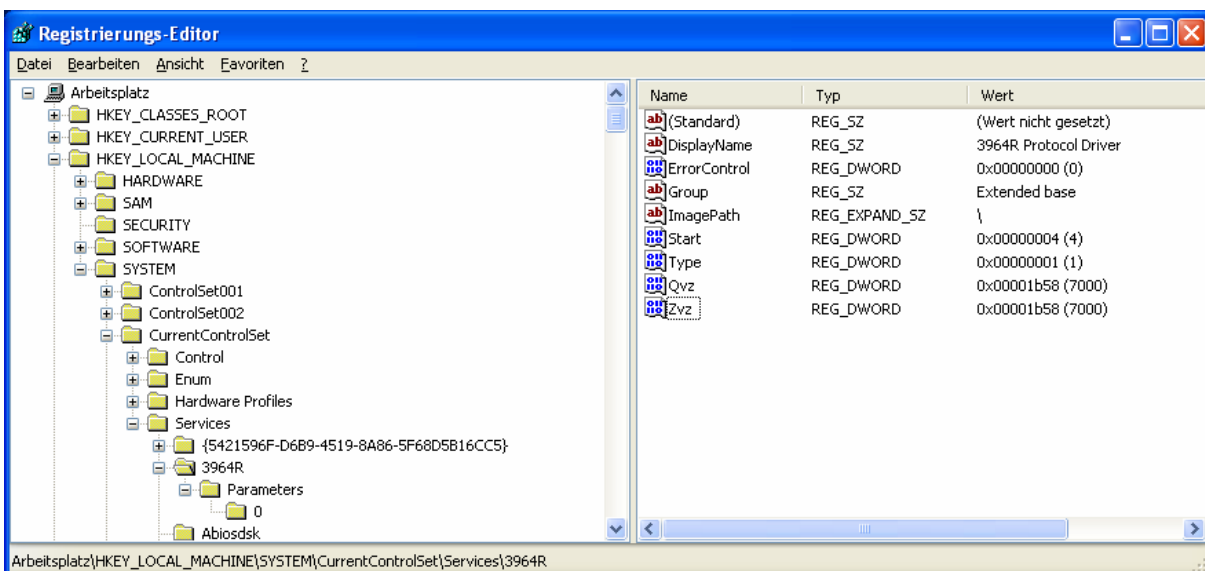 Registrierungs-Editor
Datei Bearbeiten Ansicht Favoriten ?
Arbeitsplatz
HKEY_CLASSES_ROOT
HKEY_CURRENT_USER
HKEY_LOCAL_MACHINE
HARDWARE
SAM
SECURITY
SOFTWARE
SYSTEM
ControlSet001
ControlSet002
CurrentControlSet
Control
Enum
Hardware Profiles
Services
{5421596F-D6B9-4519-8A86-5F68D5B16CC5}
3964R
Parameters
0
Abiosdsk
Name Typ Wert
(Standard) REG_SZ (Wert nicht gesetzt)
DisplayName REG_SZ 3964R Protocol Driver
ErrorControl REG_DWORD 0x00000000 (0)
Group REG_SZ Extended base
ImagePath REG_EXPAND_SZ \
Start REG_DWORD 0x00000004 (4)
Type REG_DWORD 0x00000001 (1)
Qvz REG_DWORD 0x00001b58 (7000)
Zvz REG_DWORD 0x00001b58 (7000)
Arbeitsplatz\HKEY_LOCAL_MACHINE\SYSTEM\CurrentControlSet\Services\3964R